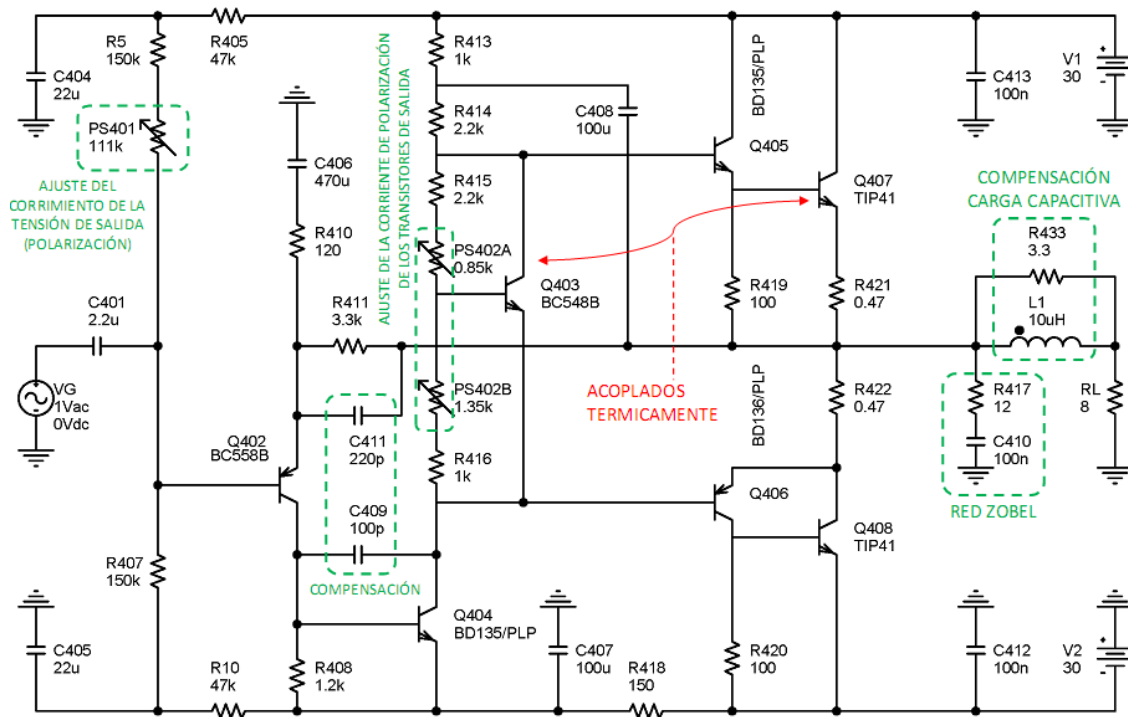 R5
150k
R405
47k
C404
22u
PS401
111k
AJUSTE DEL
CORRIMIENTO DE LA
TENSIÓN DE SALIDA
(POLARIZACIÓN)
C406
470u
R410
120
R411
3.3k
C401
2.2u
VG
1Vac
0Vdc
AJUSTE DE LA CORRIENTE DE POLARIZACIÓN
DE LOS TRANSISTORES DE SALIDA
R413
1k
R414
2.2k
R415
2.2k
PS402A
0.85k
C408
100u
Q403
BC548B
PS402B
1.35k
R416
1k
ACOPLADOS
TERMICAMENTE
BD135/PLP
Q405
Q407
TIP41
R419
100
R421
0.47
C413
100n
V1
30
COMPENSACIÓN
CARGA CAPACITIVA
R433
3.3
L1
10uH
R417
12
C410
100n
RED ZOBEL
RL
8
R422
0.47
BD136/PLP
Q406
Q408
TIP41
Q402
BC558B
C411
220p
C409
100p
COMPENSACIÓN
R407
150k
C405
22u
R10
47k
R408
1.2k
Q404
BD135/PLP
C407
100u
R418
150
R420
100
C412
100n
V2
30